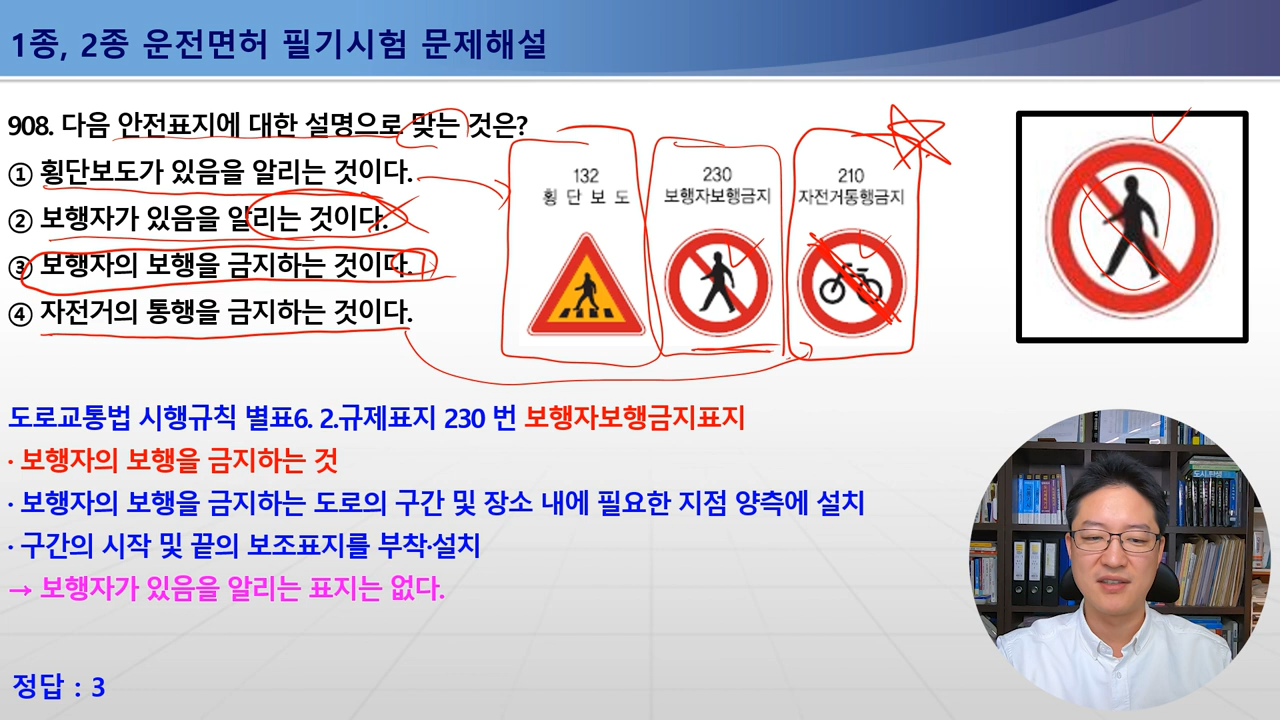 1종, 2종 운전면허 필기시험 문제해설
908. 다음 안전표지에 대한 설명으로 맞는 것은?
① 횡단보도가 있음을 알리는 것이다.
② 보행자가 있음을 알리는 것이다.
③ 보행자의 보행을 금지하는 것이다.
④ 자전거의 통행을 금지하는 것이다.
132
횡 단 보 도
230
보행자보행금지
210
자전거통행금지
도로교통법 시행규칙 별표6. 2.규제표지 230 번 보행자보행금지표지
· 보행자의 보행을 금지하는 것
· 보행자의 보행을 금지하는 도로의 구간 및 장소 내에 필요한 지점 양측에 설치
· 구간의 시작 및 끝의 보조표지를 부착·설치
→ 보행자가 있음을 알리는 표지는 없다.
정답 : 3